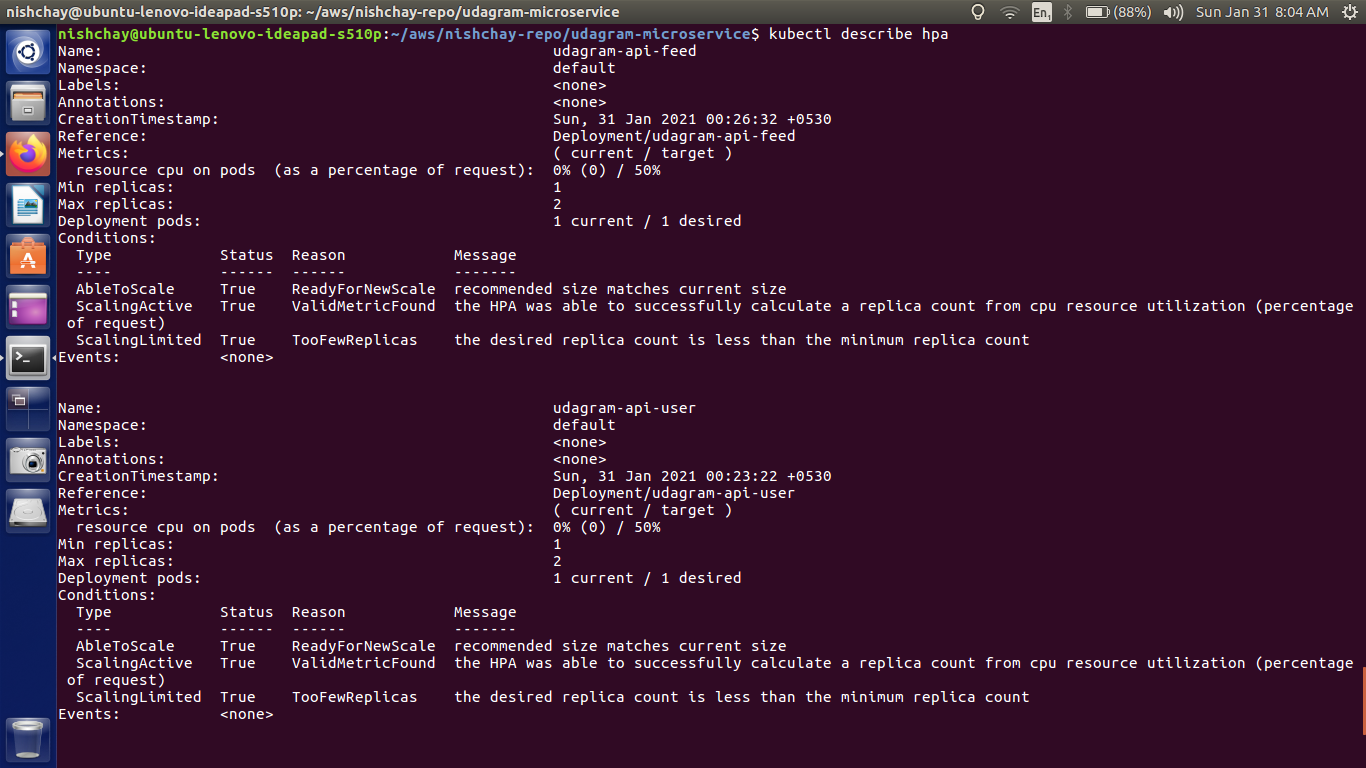 nishchay@ubuntu-lenovo-ideapad-s510p: ~/aws/nishchay-repo/udagram-microservice En1 (88%) Sun Jan 31 8:04 AM
nishchay@ubuntu-lenovo-ideapad-s510p:~/aws/nishchay-repo/udagram-microservice$ kubectl describe hpa
Name: udagram-api-feed
Namespace: default
Labels: <none>
Annotations: <none>
CreationTimestamp: Sun, 31 Jan 2021 00:26:32 +0530
Reference: Deployment/udagram-api-feed
Metrics: ( current / target )
resource cpu on pods (as a percentage of request): 0% (0) / 50%
Min replicas: 1
Max replicas: 2
Deployment pods: 1 current / 1 desired
Conditions:
Type Status Reason Message
---- ------ ------ -------
AbleToScale True ReadyForNewScale recommended size matches current size
ScalingActive True ValidMetricFound the HPA was able to successfully calculate a replica count from cpu resource utilization (percentage
of request)
ScalingLimited True TooFewReplicas the desired replica count is less than the minimum replica count
Events: <none>
Name: udagram-api-user
Namespace: default
Labels: <none>
Annotations: <none>
CreationTimestamp: Sun, 31 Jan 2021 00:23:22 +0530
Reference: Deployment/udagram-api-user
Metrics: ( current / target )
resource cpu on pods (as a percentage of request): 0% (0) / 50%
Min replicas: 1
Max replicas: 2
Deployment pods: 1 current / 1 desired
Conditions:
Type Status Reason Message
---- ------ ------ -------
AbleToScale True ReadyForNewScale recommended size matches current size
ScalingActive True ValidMetricFound the HPA was able to successfully calculate a replica count from cpu resource utilization (percentage
of request)
ScalingLimited True TooFewReplicas the desired replica count is less than the minimum replica count
Events: <none>